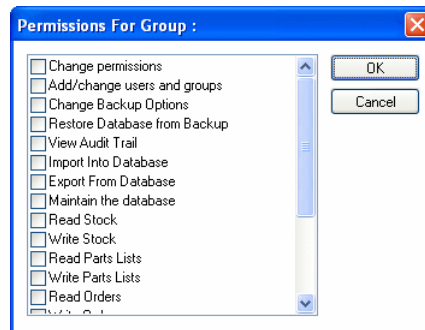 Permissions For Group :
Change permissions
Add/change users and groups
Change Backup Options
Restore Database from Backup
View Audit Trail
Import Into Database
Export From Database
Maintain the database
Read Stock
Write Stock
Read Parts Lists
Write Parts Lists
Read Orders
OK
Cancel